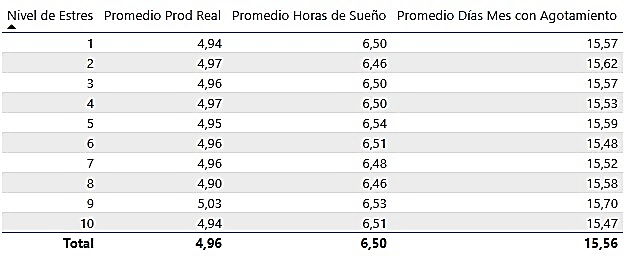 Nivel de Estres Promedio Prod Real Promedio Horas de Sueño Promedio Días Mes con Agotamiento
1 4,94 6,50 15,57
2 4,97 6,46 15,62
3 4,96 6,50 15,57
4 4,97 6,50 15,53
5 4,95 6,54 15,59
6 4,96 6,51 15,48
7 4,96 6,48 15,52
8 4,90 6,46 15,58
9 5,03 6,53 15,70
10 4,94 6,51 15,47
Total 4,96 6,50 15,56